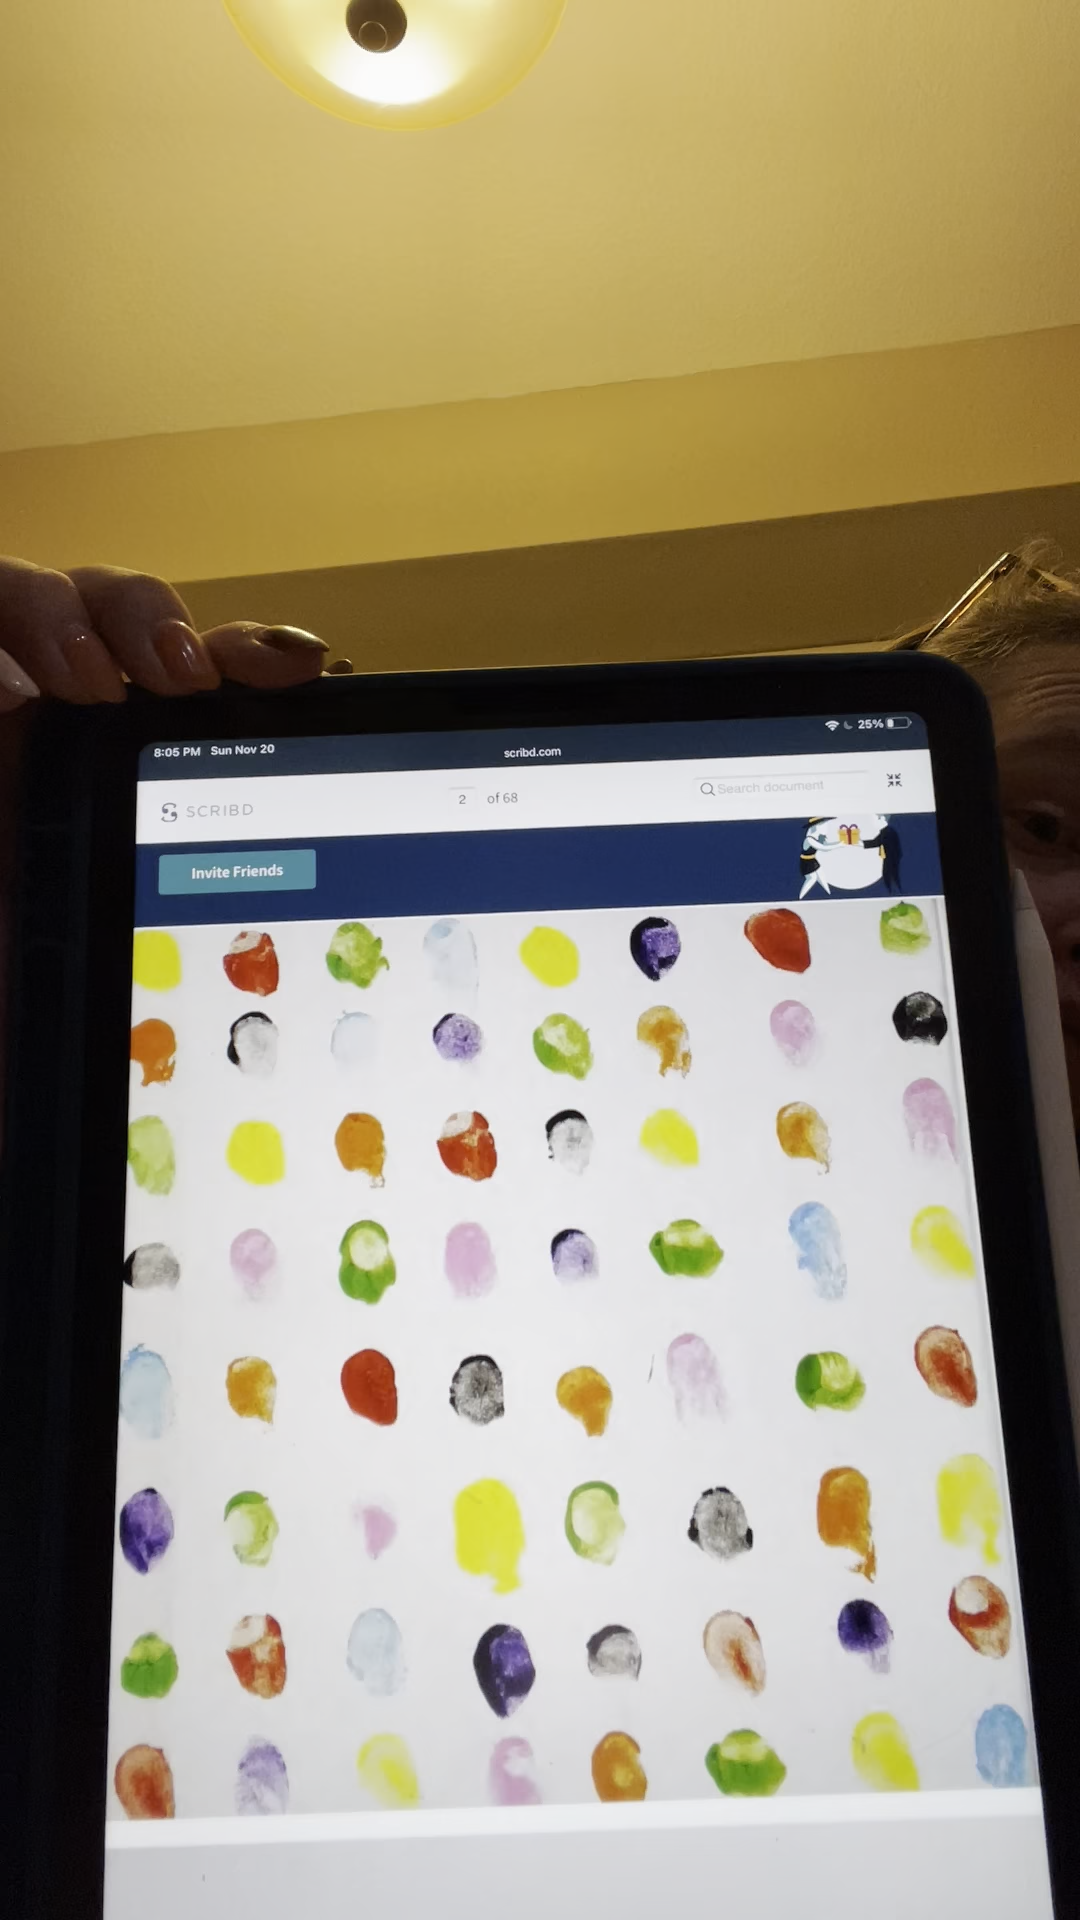 8:05 PM Sun Nov 20
scribd.com
25%
SCRIBD
2 of 68
Search document
Invite Friends